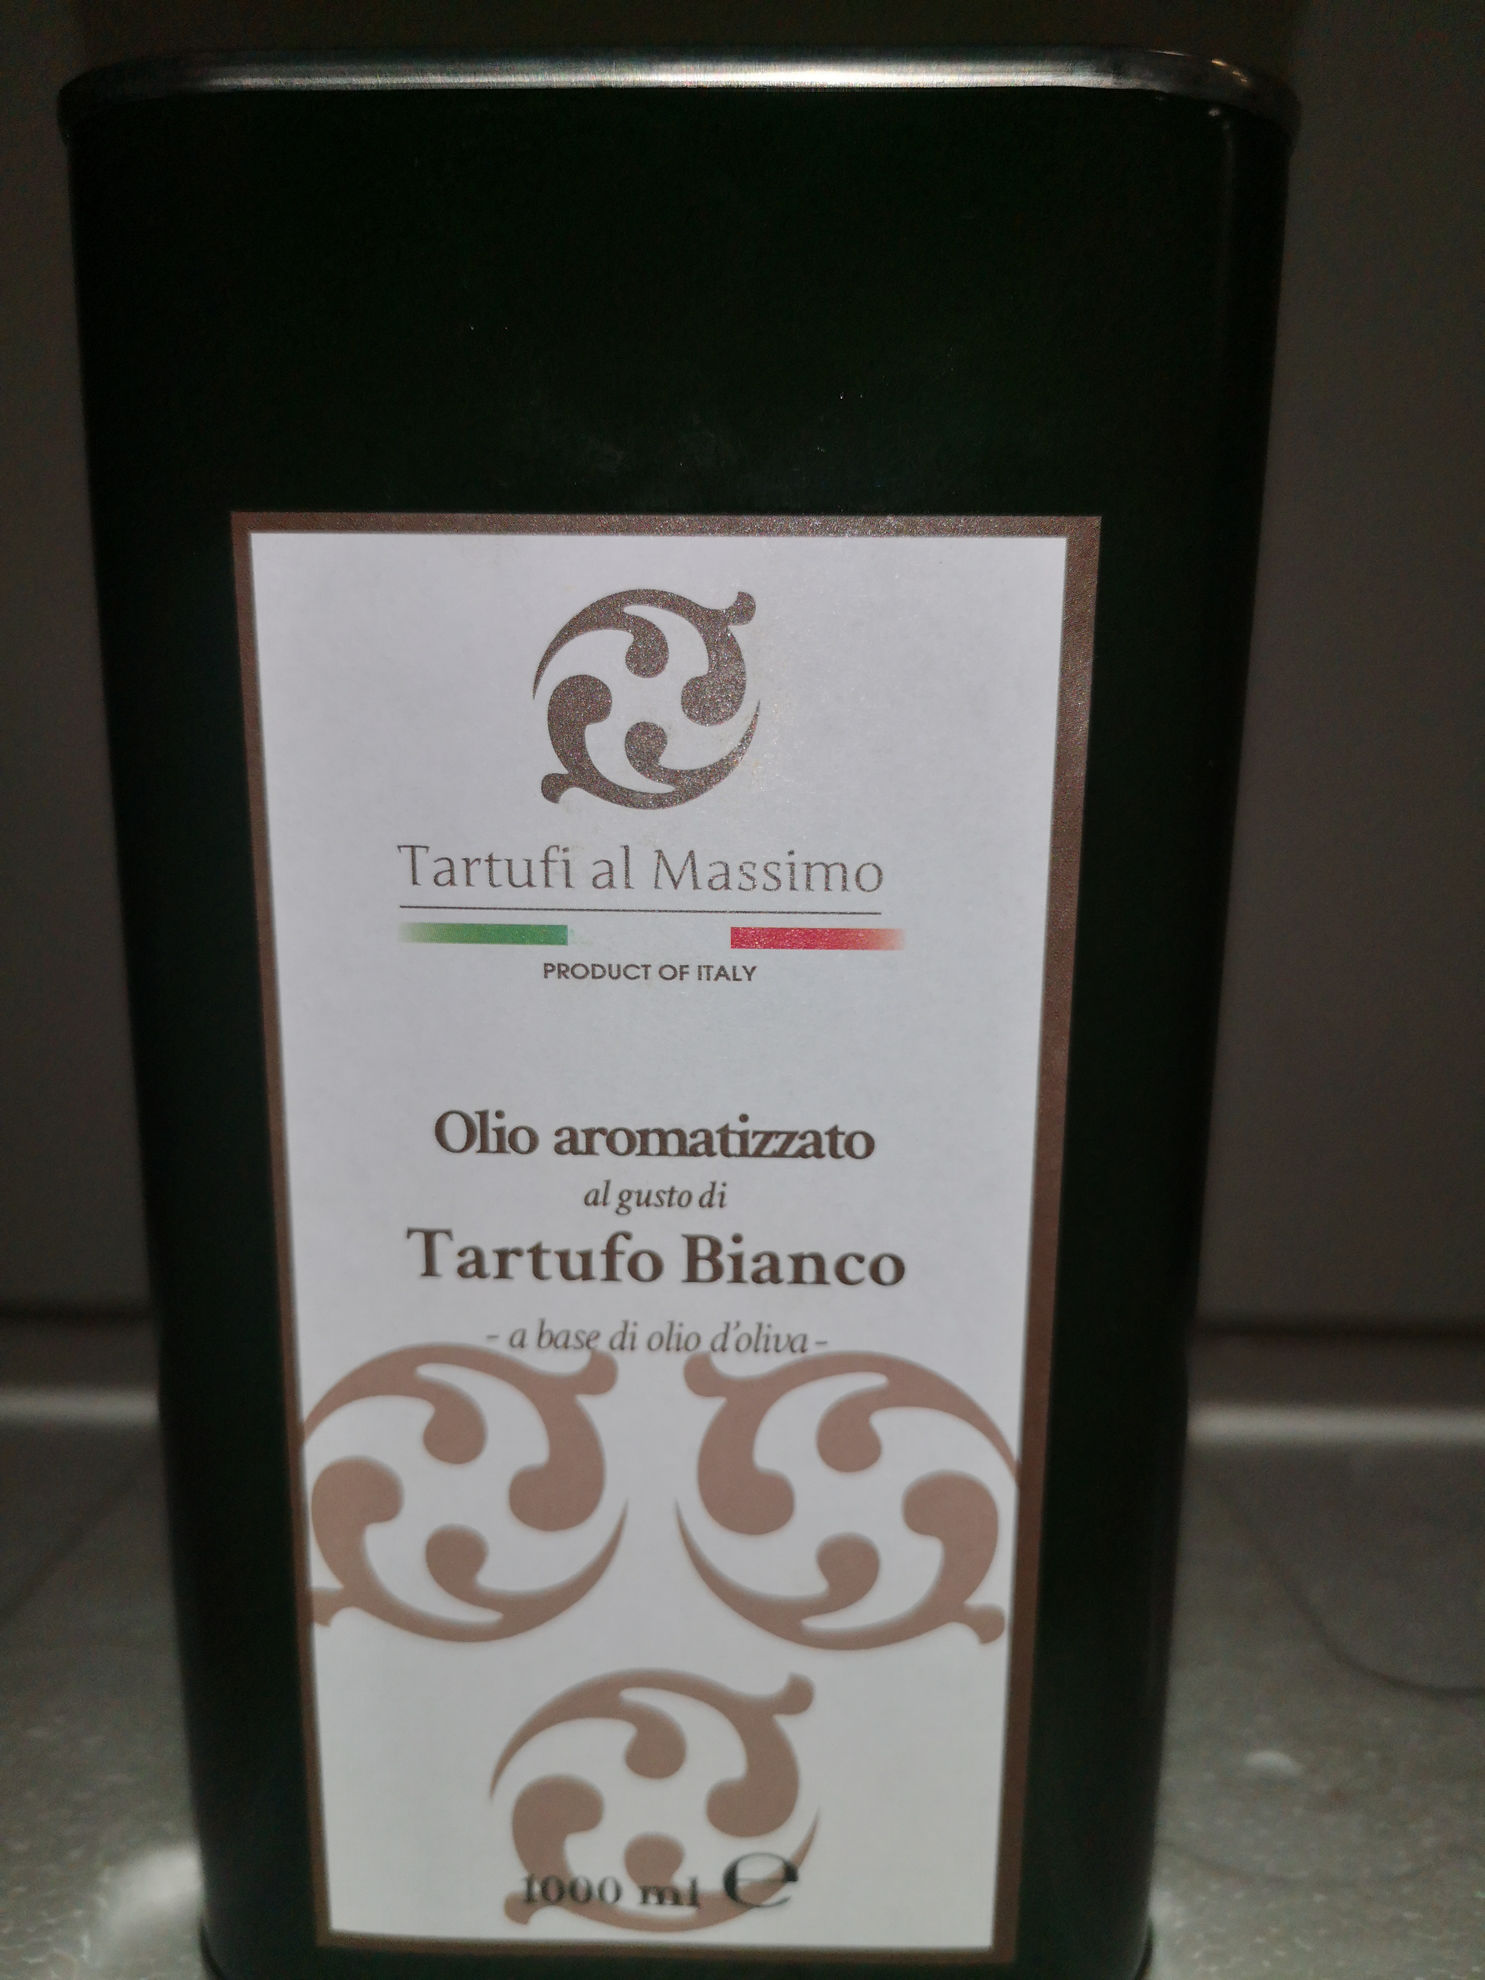 Tartufi al Massimo
PRODUCT OF ITALY
Olio aromatizzato
al gusto di
Tartufo Bianco
- a base di olio d'oliva -
1000 ml e